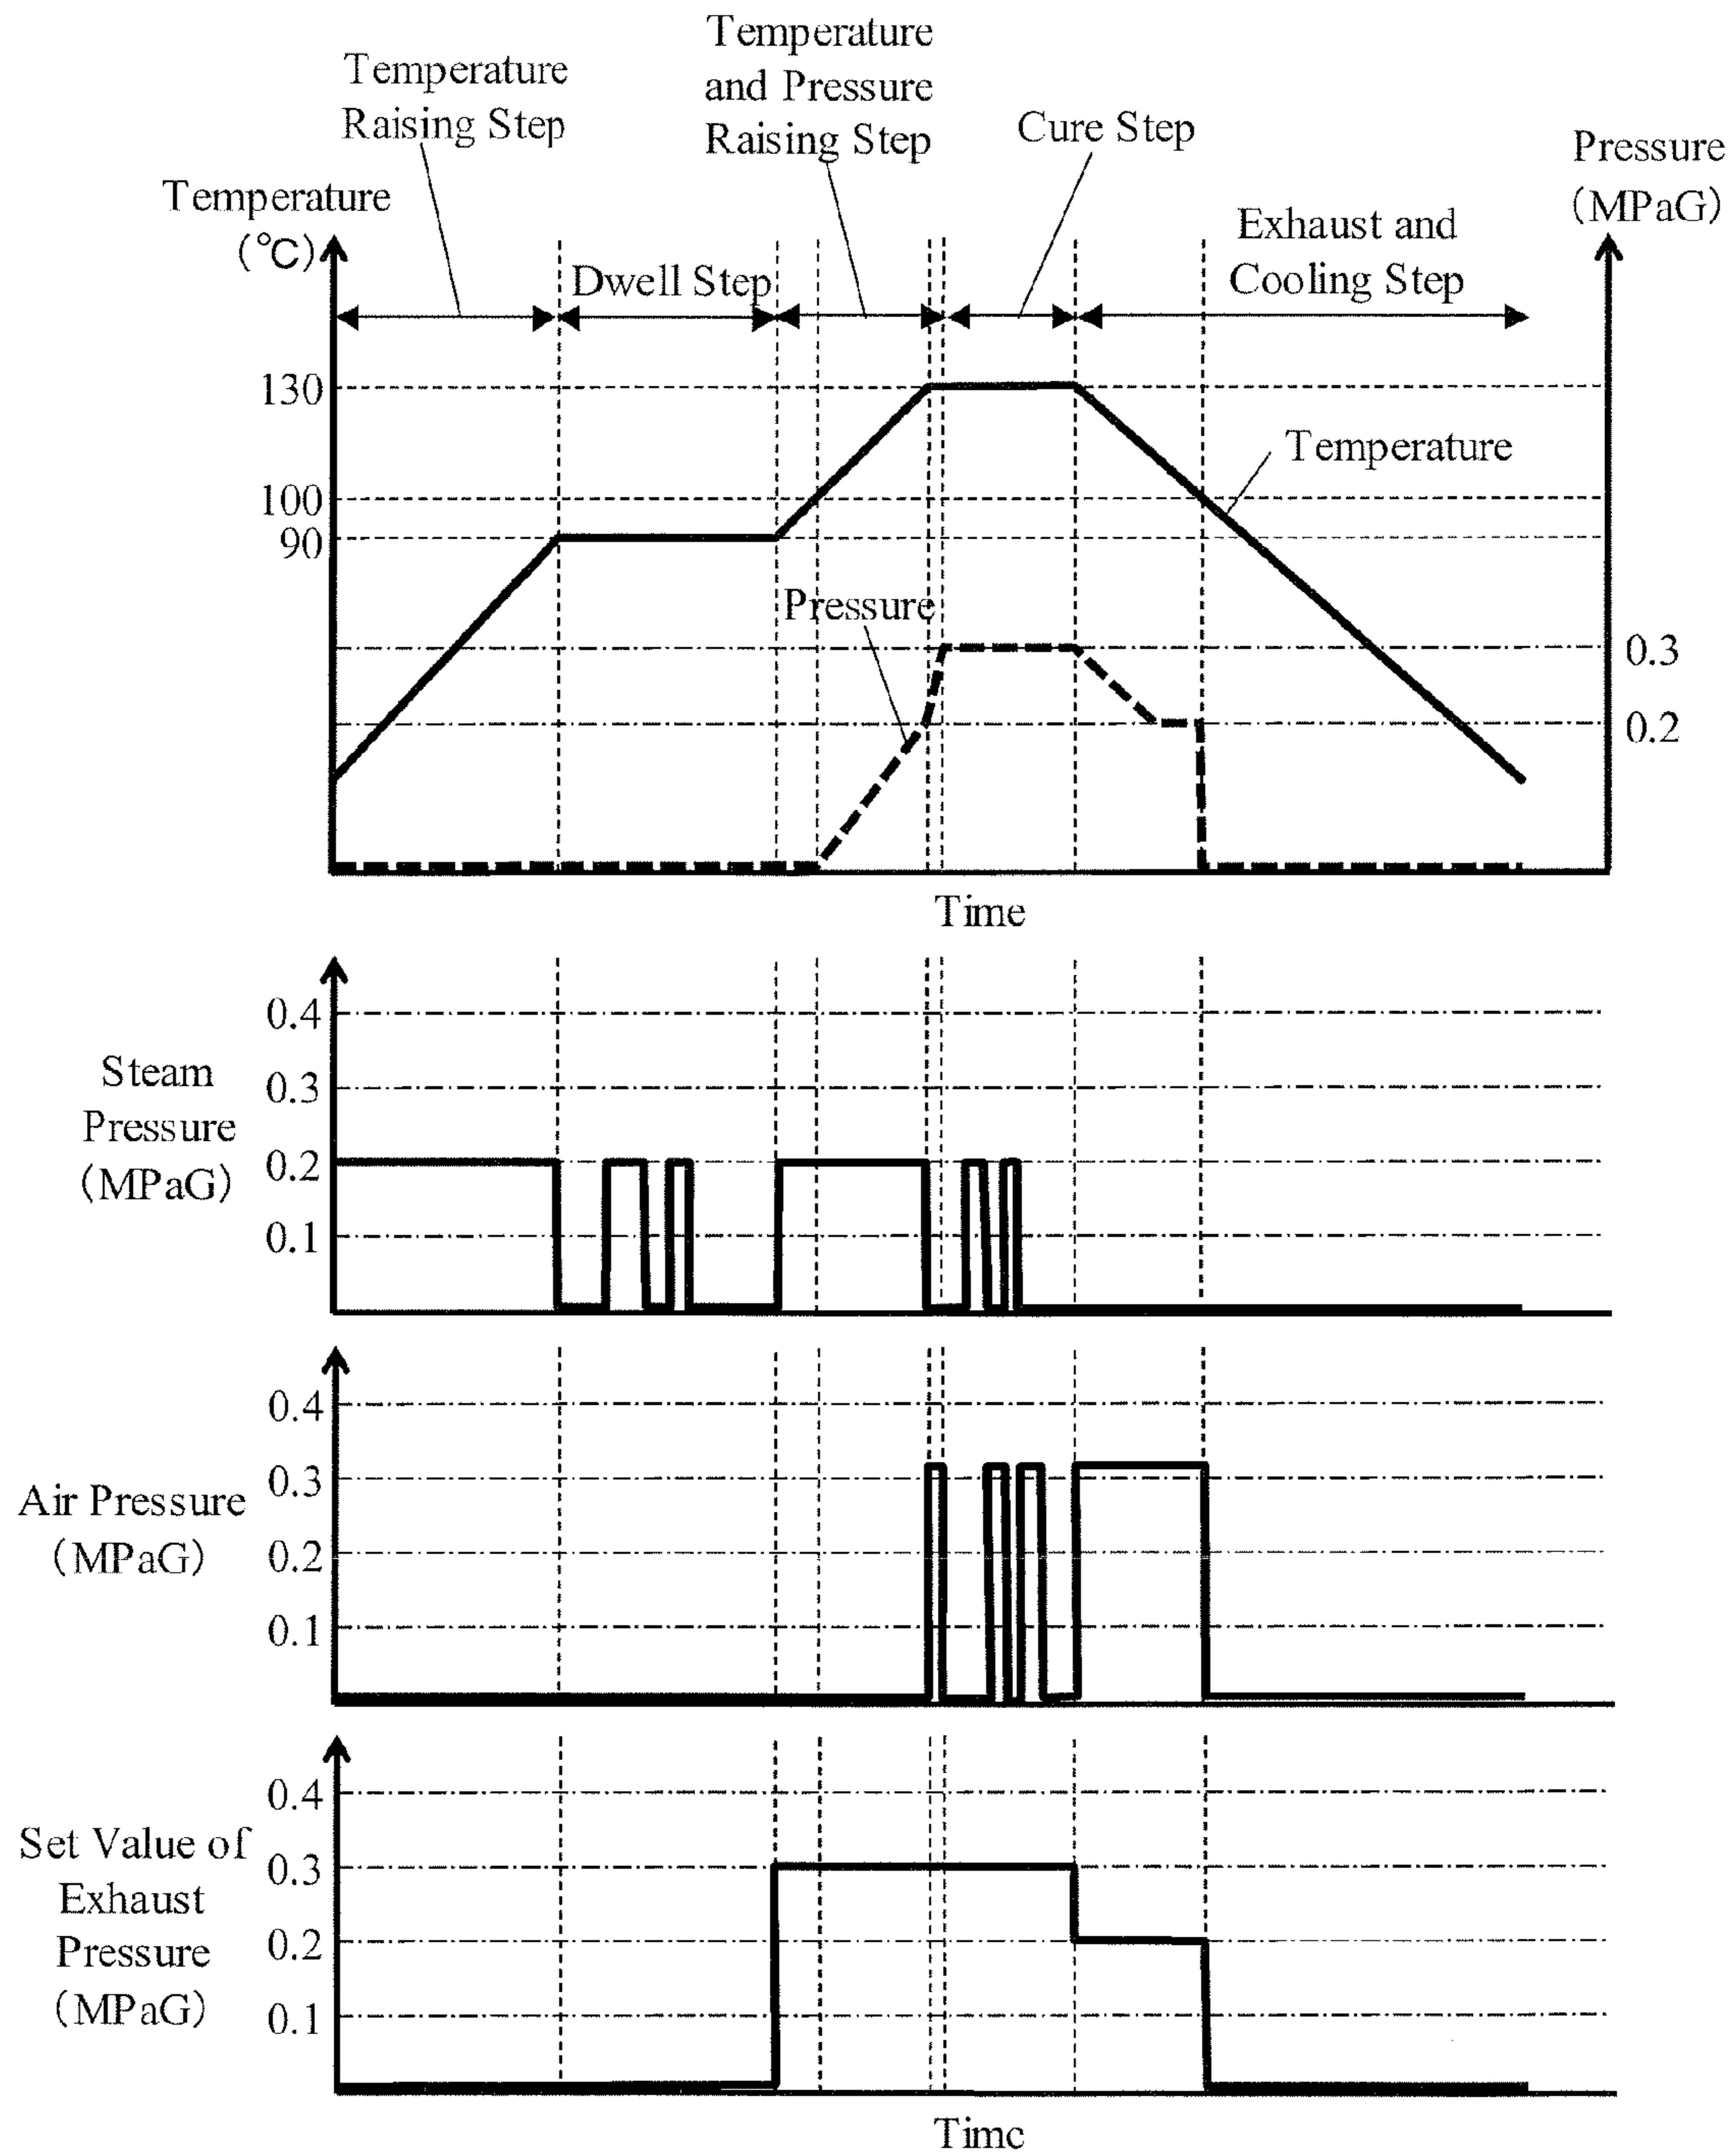 Temperature
Raising Step
Temperature
and Pressure
Raising Step
Cure Step
Pressure
(MPaG)
Temperature
(℃)
Dwell Step
Exhaust and
Cooling Step
130
100
90
Temperature
Pressure
0.3
0.2
Time
Steam
Pressure
(MPaG)
0.4
0.3
0.2
0.1
Air Pressure
(MPaG)
0.4
0.3
0.2
0.1
Set Value of
Exhaust
Pressure
(MPaG)
0.4
0.3
0.2
0.1
Time